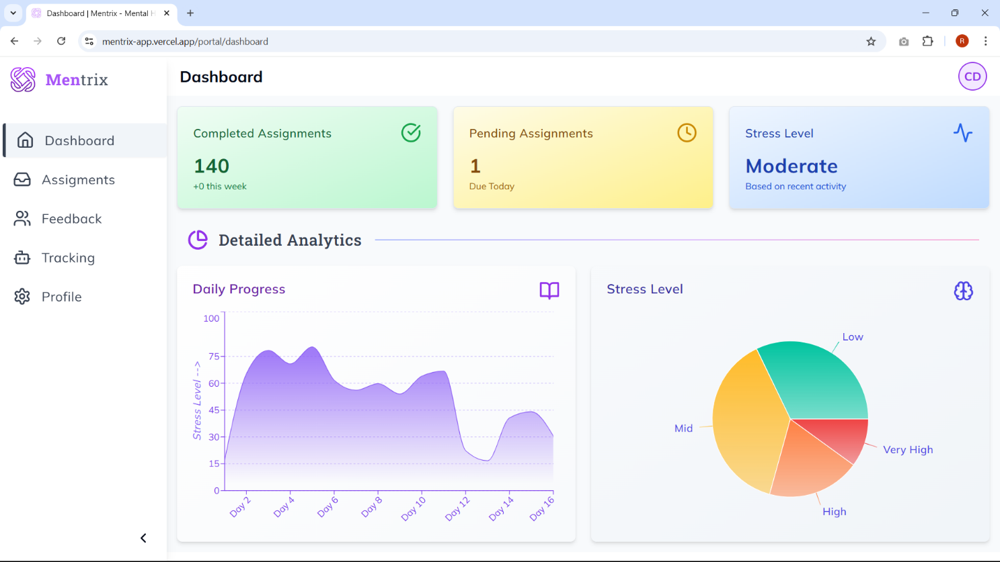 Dashboard | Mentrix - Mental H
mentrix-app.vercel.app/portal/dashboard
R
Mentrix
Dashboard
CD
Dashboard
Assigments
Feedback
Tracking
Profile
Completed Assignments
140
+0 this week
Pending Assignments
1
Due Today
Stress Level
Moderate
Based on recent activity
Detailed Analytics
Daily Progress
Stress Level -->
100
75
60
45
30
15
0
Day 2
Day 4
Day 6
Day 8
Day 10
Day 12
Day 14
Day 16
Stress Level
Low
Mid
Very High
High